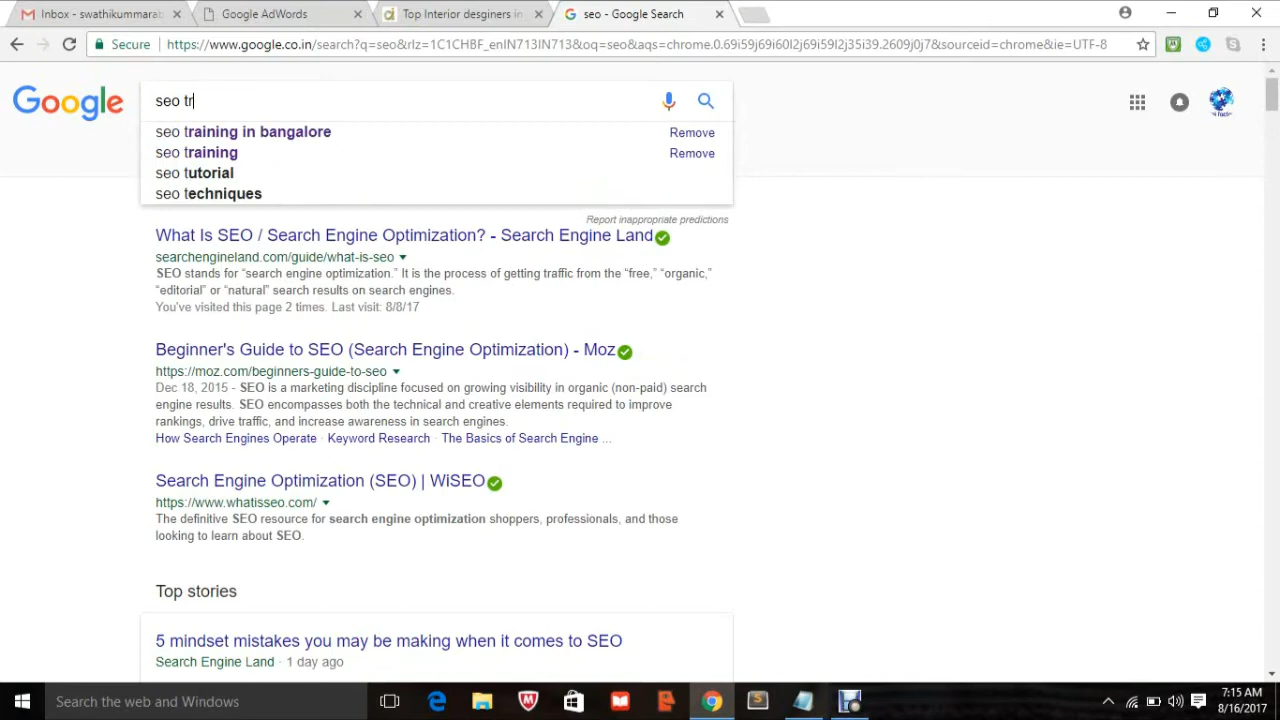 Inbox - swathikummarab
Google AdWords
Top Interior desginers in
seo - Google Search
Secure
https://www.google.co.in/search?q=seo&rlz=1C1CHBF_enIN713IN713&oq=seo&aqs=chrome.0.69i59j69i60l2j69i59l2j35i39.2609j0j7&sourceid=chrome&ie=UTF-8
Google
seo tr
seo training in bangalore
Remove
seo training
Remove
seo tutorial
seo techniques
Report inappropriate predictions
What Is SEO / Search Engine Optimization? - Search Engine Land
searchengineland.com/guide/what-is-seo
SEO stands for “search engine optimization.” It is the process of getting traffic from the “free,” “organic,”
“editorial” or “natural” search results on search engines.
You've visited this page 2 times. Last visit: 8/8/17
Beginner's Guide to SEO (Search Engine Optimization) - Moz
https://moz.com/beginners-guide-to-seo
Dec 18, 2015 - SEO is a marketing discipline focused on growing visibility in organic (non-paid) search
engine results. SEO encompasses both the technical and creative elements required to improve
rankings, drive traffic, and increase awareness in search engines.
How Search Engines Operate · Keyword Research · The Basics of Search Engine ...
Search Engine Optimization (SEO) | WiSEO
https://www.whatisseo.com/
The definitive SEO resource for search engine optimization shoppers, professionals, and those
looking to learn about SEO.
Top stories
5 mindset mistakes you may be making when it comes to SEO
Search Engine Land · 1 day ago
Search the web and Windows
7:15 AM
8/16/2017